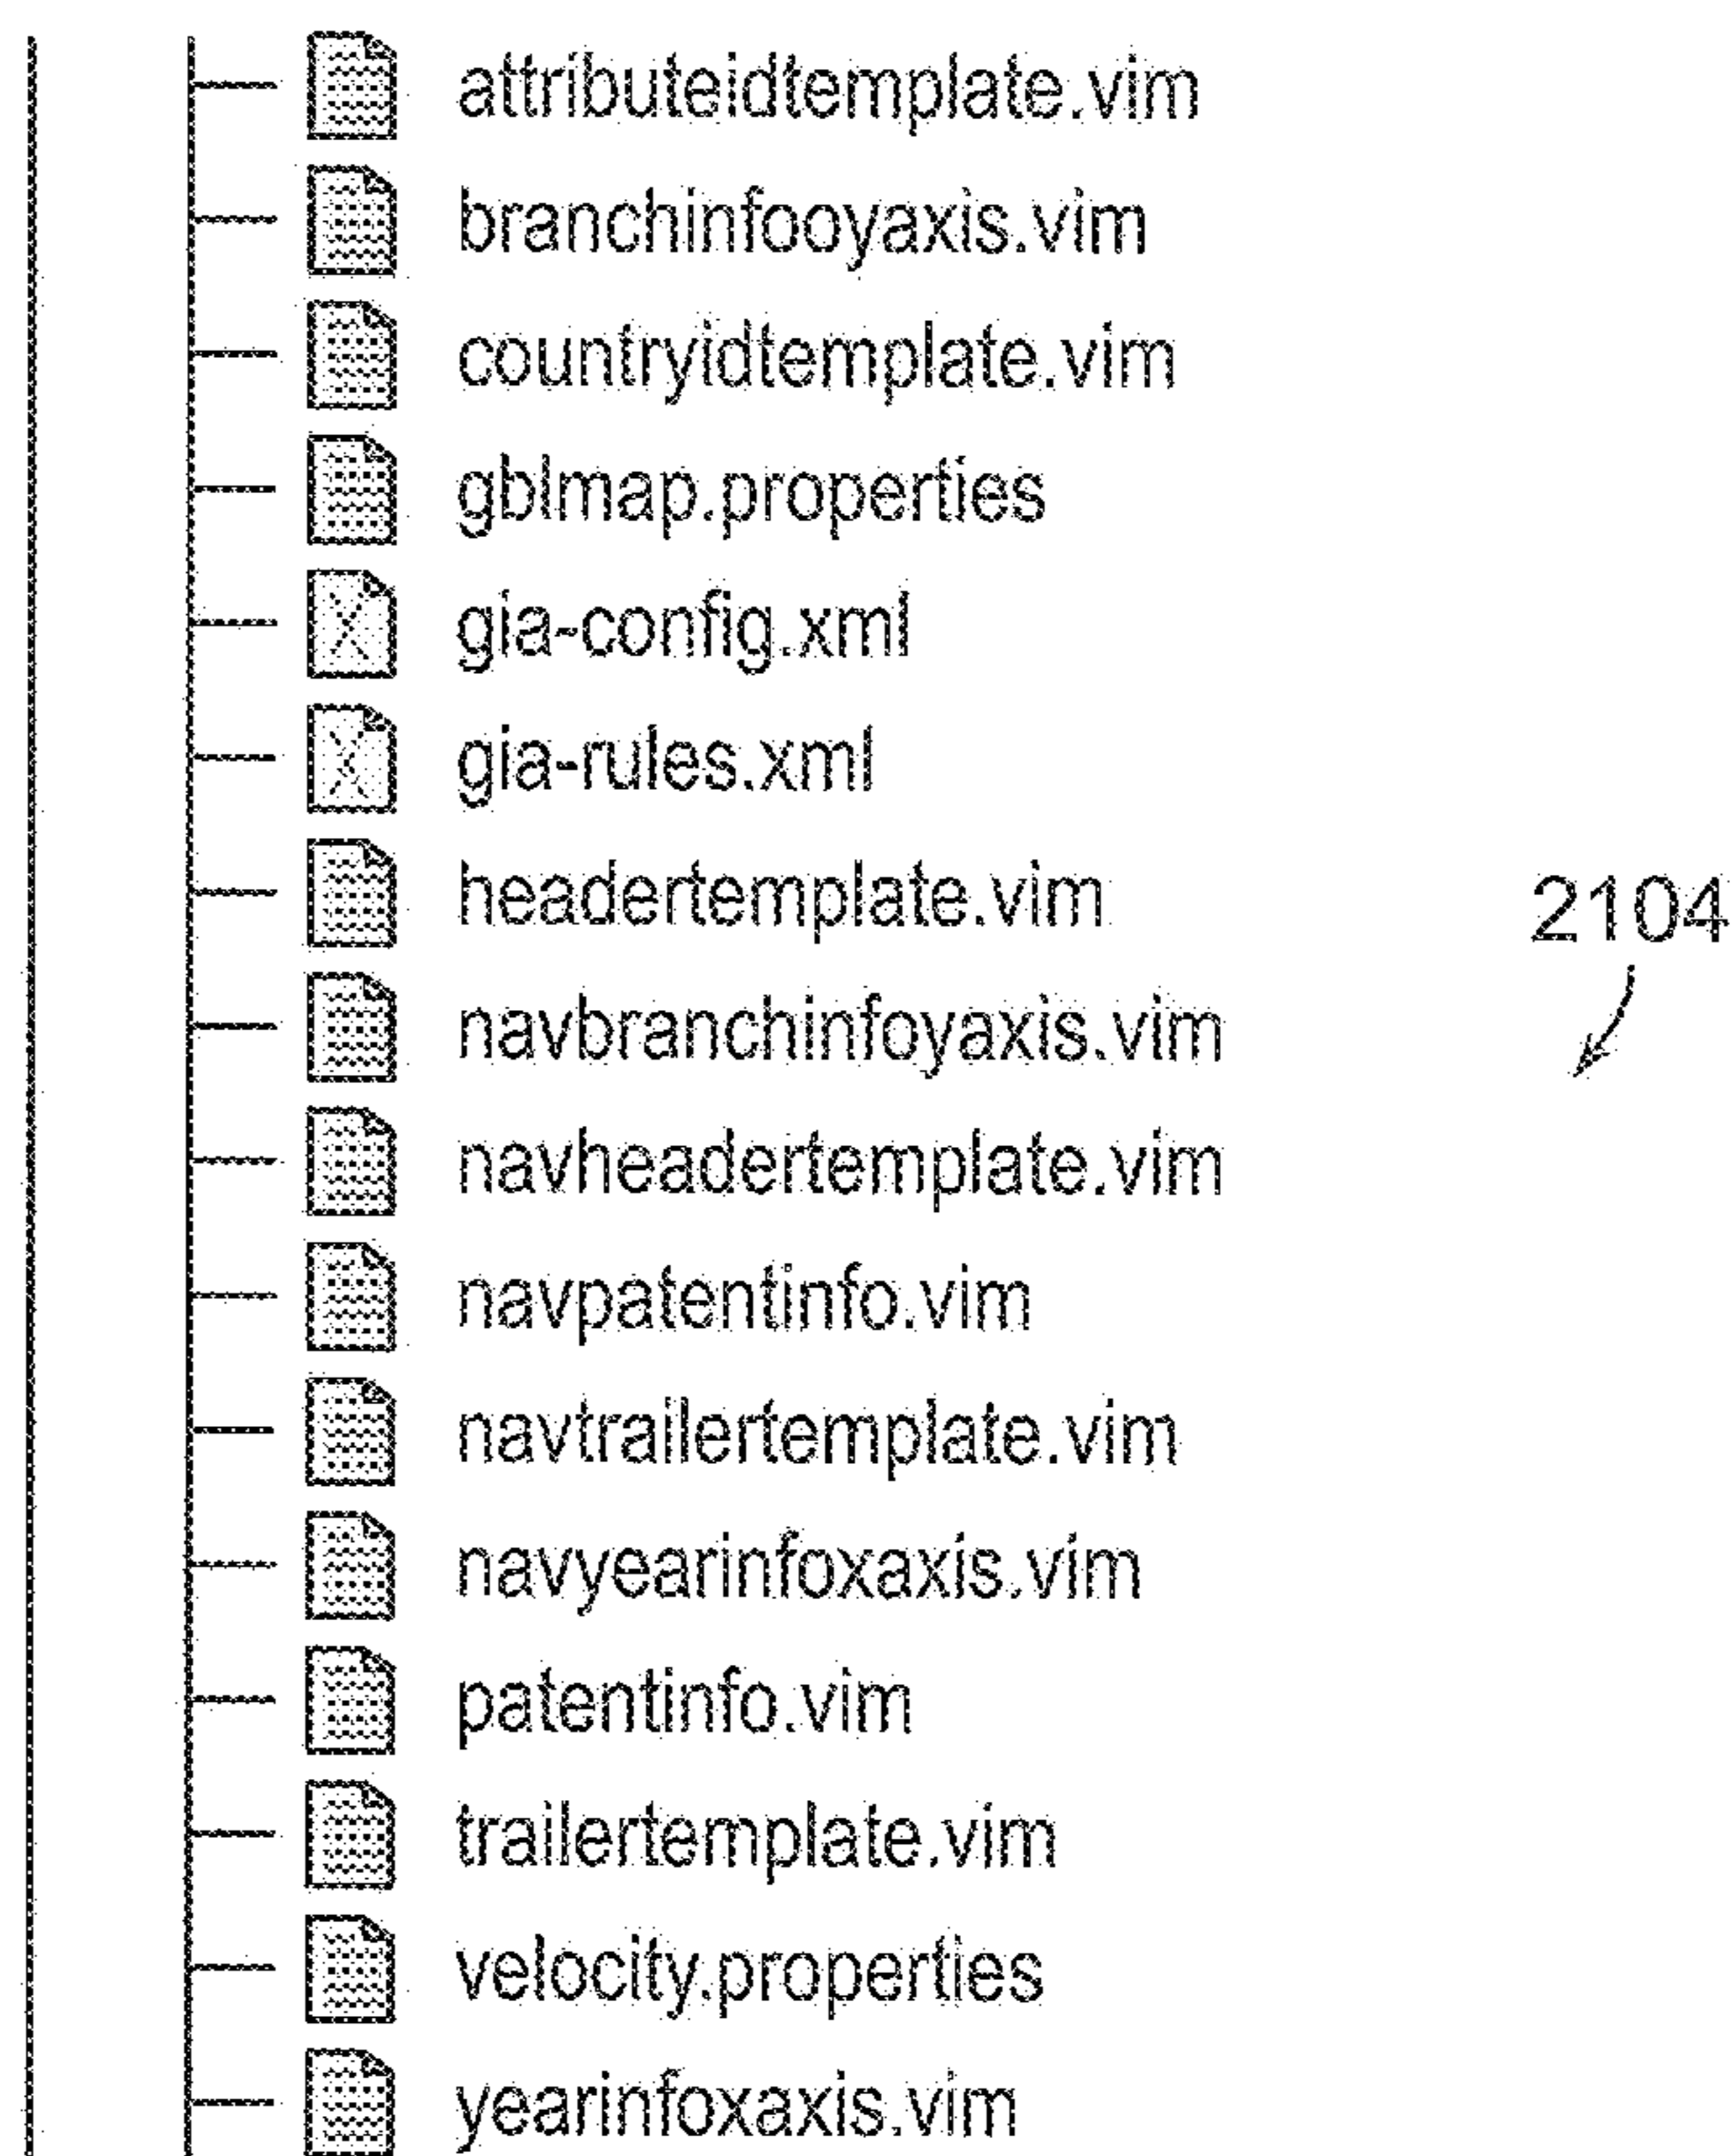 attributeidtemplate.vim
branchinfooyaxis.vim
countryidtemplate.vim
gblmap.properties
gia-config.xml
gia-rules.xml
headertemplate.vim
2104
navbranchinfoyaxis.vim
navheadertemplate.vim
navpatentinfo.vim
navtrailertemplate.vim
navyearinfoxaxis.vim
patentinfo.vim
trailertemplate.vim
velocity.properties
yearinfoxaxis.vim